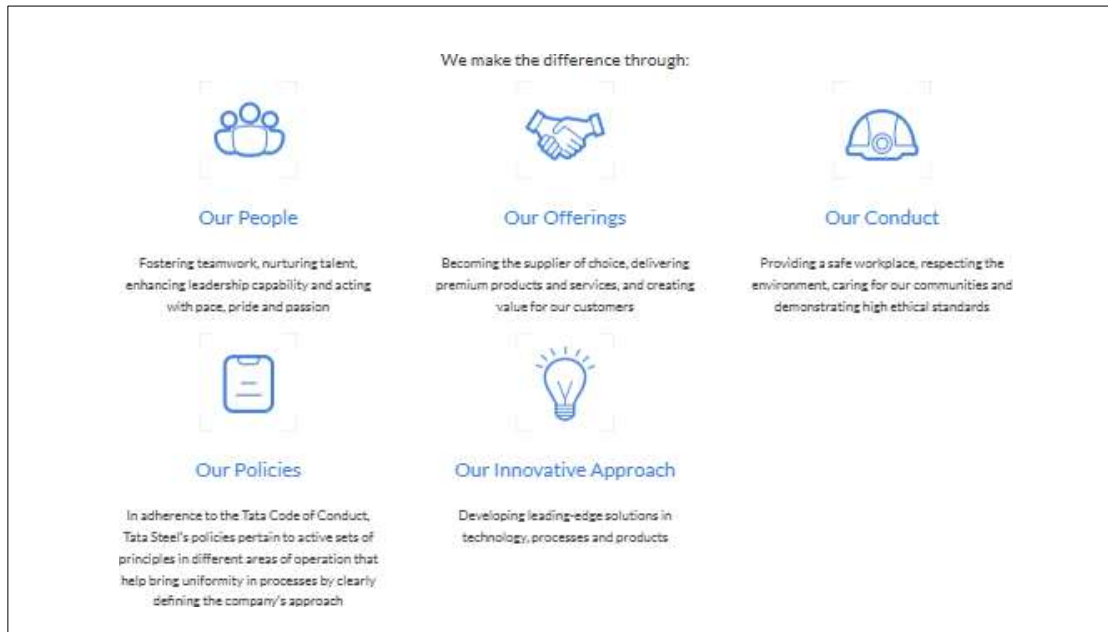 We make the difference through:
Our People
Fostering teamwork, nurturing talent,
enhancing leadership capability and acting
with pace, pride and passion
Our Offerings
Becoming the supplier of choice, delivering
premium products and services, and creating
value for our customers
Our Conduct
Providing a safe workplace, respecting the
environment, caring for our communities and
demonstrating high ethical standards
Our Policies
In adherence to the Tata Code of Conduct,
Tata Steel's policies pertain to active sets of
principles in different areas of operation that
help bring uniformity in processes by clearly
defining the company's approach
Our Innovative Approach
Developing leading-edge solutions in
technology, processes and products